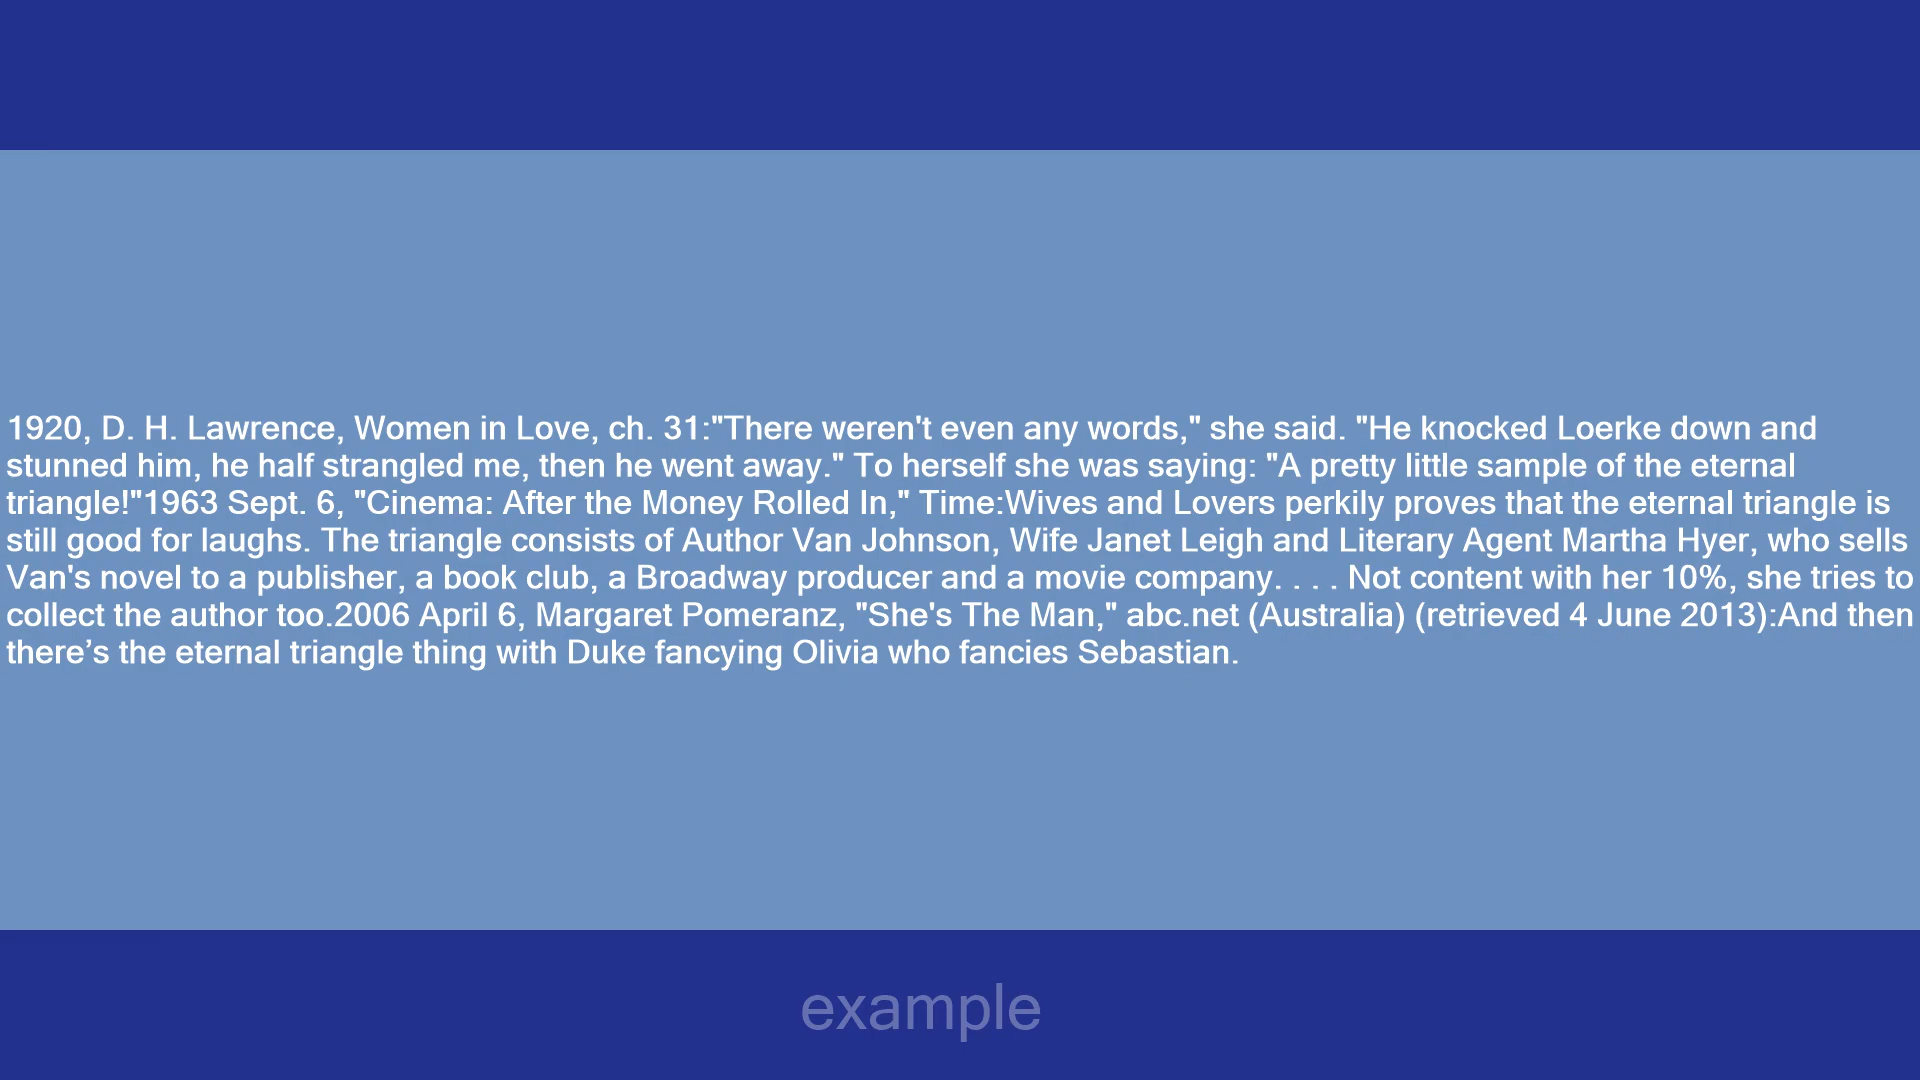 1920, D. H. Lawrence, Women in Love, ch. 31:"There weren't even any words," she said. "He knocked Loerke down and
stunned him, he half strangled me, then he went away." To herself she was saying: "A pretty little sample of the eternal
triangle!"1963 Sept. 6, "Cinema: After the Money Rolled In," Time:Wives and Lovers perkily proves that the eternal triangle is
still good for laughs. The triangle consists of Author Van Johnson, Wife Janet Leigh and Literary Agent Martha Hyer, who sells
Van's novel to a publisher, a book club, a Broadway producer and a movie company. . . . Not content with her 10%, she tries to
collect the author too.2006 April 6, Margaret Pomeranz, "She's The Man," abc.net (Australia) (retrieved 4 June 2013):And then
there’s the eternal triangle thing with Duke fancying Olivia who fancies Sebastian.
example